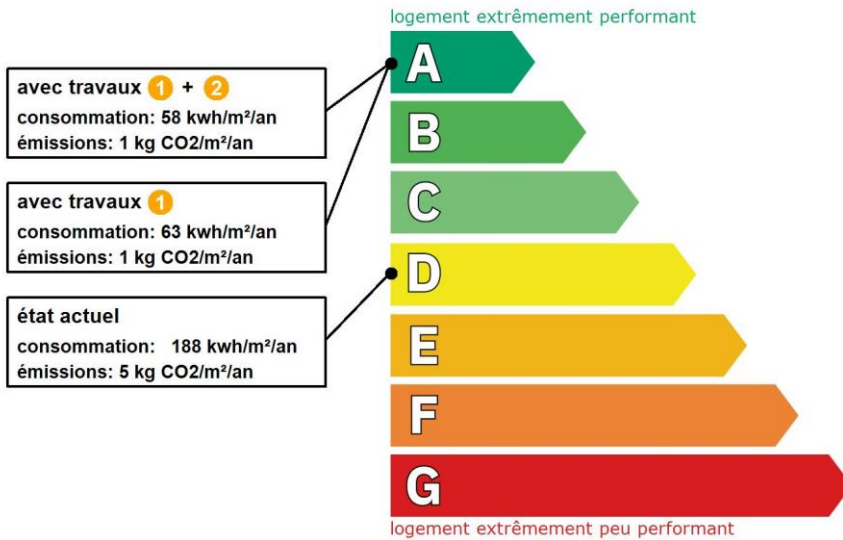 logement extrêmement performant
avec travaux 1 + 2
consommation: 58 kwh/m²/an
émissions: 1 kg CO2/m²/an
avec travaux 1
consommation: 63 kwh/m²/an
émissions: 1 kg CO2/m²/an
état actuel
consommation: 188 kwh/m²/an
émissions: 5 kg CO2/m²/an
A
B
C
D
E
F
G
logement extrêmement peu performant